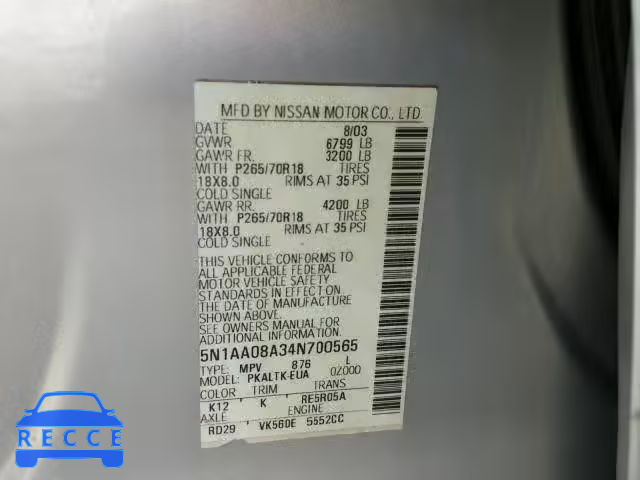 MFD BY NISSAN MOTOR CO., LTD
DATE 8/03
GVWR 6799 LB
GAWR FR. 3200 LB
WITH P265/70R18 TIRES
18X8.0 RIMS AT 35 PSI
COLD SINGLE
GAWR RR. 4200 LB
WITH P265/70R18 TIRES
18X8.0 RIMS AT 35 PSI
COLD SINGLE
THIS VEHICLE CONFORMS TO
ALL APPLICABLE FEDERAL
MOTOR VEHICLE SAFETY
STANDARDS IN EFFECT ON
THE DATE OF MANUFACTURE
SHOWN ABOVE.
SEE OWNERS MANUAL FOR
ADDITIONAL INFORMATION.
5N1AA08A34N700565
TYPE: MPV 876 L
MODEL: PKALTK-EUA 0Z000
COLOR TRIM TRANS
K12 K RE5R05A
AXLE ENGINE
RD29 VK56DE 5552CC
RECCE